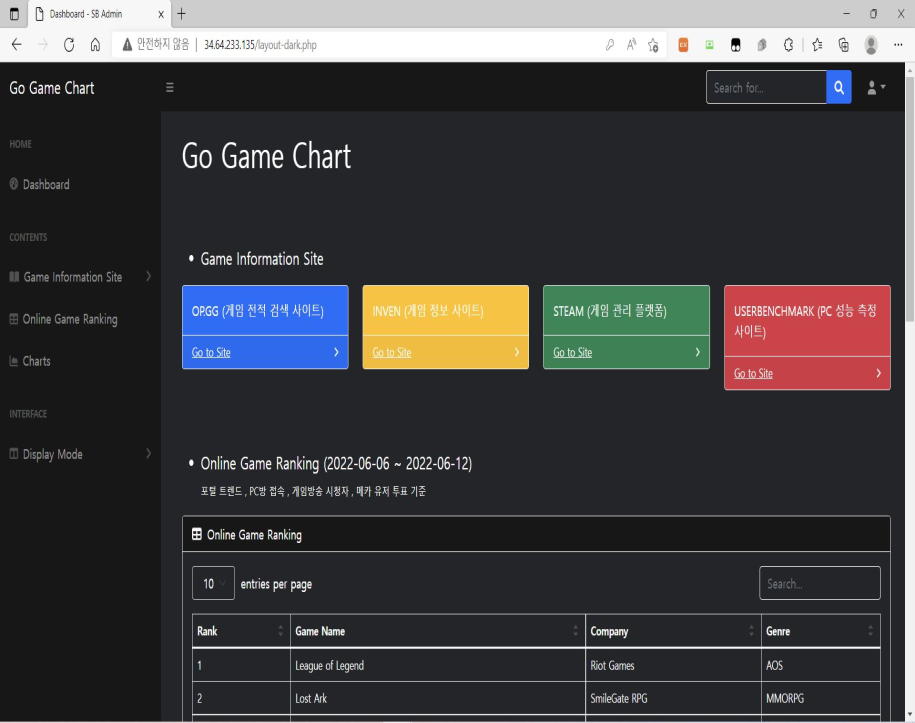 Dashboard - SB Admin
안전하지 않음 | 34.64.233.135/layout-dark.php
Go Game Chart
Search for...
HOME
Dashboard
CONTENTS
Game Information Site
Online Game Ranking
Charts
INTERFACE
Display Mode
Go Game Chart
• Game Information Site
OPGG (게임 전적 검색 사이트)
Go to Site
INVEN (게임 정보 사이트)
Go to Site
STEAM (게임 관리 플랫폼)
Go to Site
USERBENCHMARK (PC 성능 측정
사이트)
Go to Site
• Online Game Ranking (2022-06-06 ~ 2022-06-12)
포털 트렌드 , PC방 접속 , 게임방송 시청자 , 메카 유저 투표 기준
Online Game Ranking
10 entries per page
Search...
Rank Game Name Company Genre
1 League of Legend Riot Games AOS
2 Lost Ark SmileGate RPG MMORPG